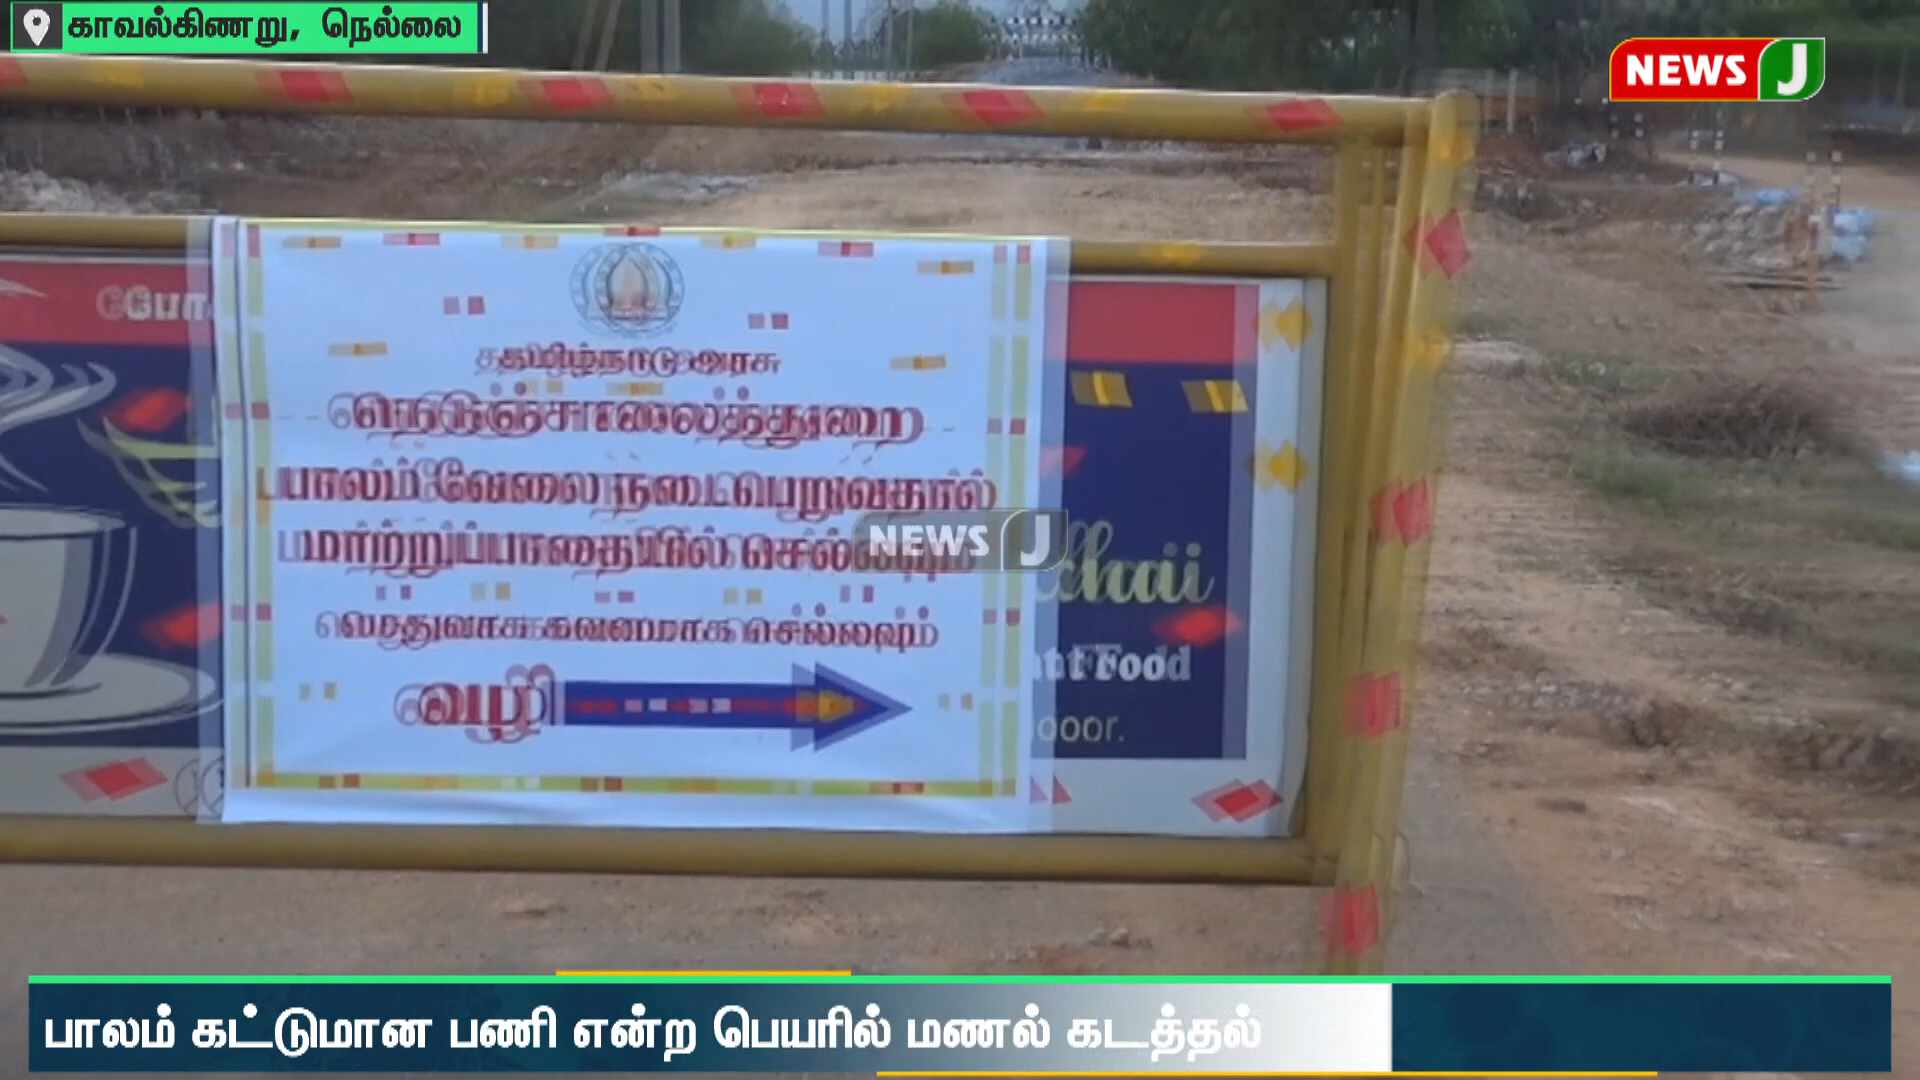 காவல்கிணறு, நெல்லை
NEWS J
போ
தமிழ்நாடு அரசு
நெடுஞ்சாலைத்துறை
பாலம் வேலை நடைபெறுவதால்
மாற்றுப்பாதையில் செல்லவும்
மெதுவாக கவனமாக செல்லவும்
வழி
NEWS J
Food
ooor.
பாலம் கட்டுமான பணி என்ற பெயரில் மணல் கடத்தல்